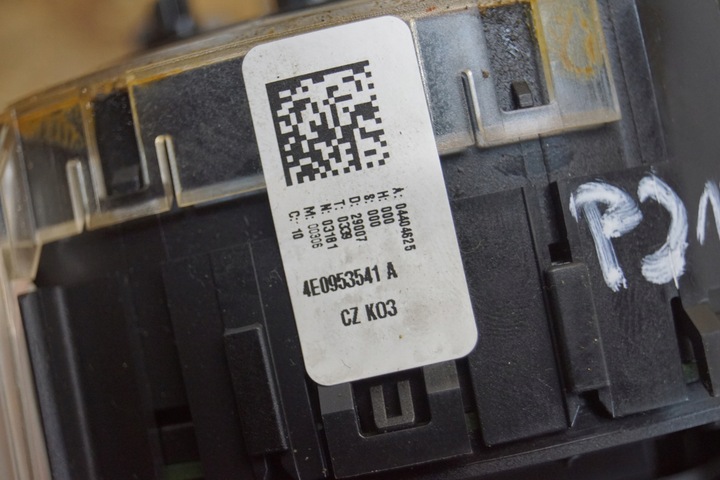 A: 04404625
H: 000
S: 000
D: 29007
T: 0339
N: 03181
M: 00306
C: 10
4E0953541 A
CZ K03